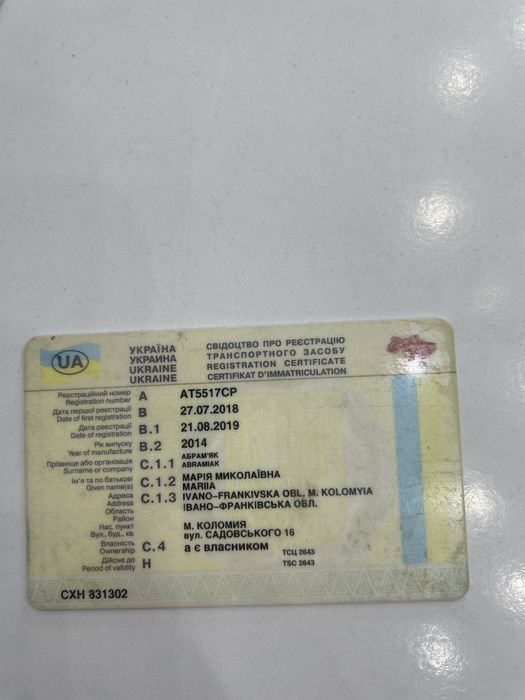 UA
УКРАЇНА
УКРАИНА
UKRAINE
UKRAINE
СВІДОЦТВО ПРО РЕЄСТРАЦІЮ
ТРАНСПОРТНОГО ЗАСОБУ
REGISTRATION CERTIFICATE
CERTIFIKAT D'IMMATRICULATION
Реєстраційний номер
Registration number A AT5517CP
Дата першої реєстрації
Date of first registration B 27.07.2018
Дата реєстрації
Date of registration B.1 21.08.2019
Рік випуску
Year of manufacture B.2 2014
Прізвище або організація АБРАМ'ЯК
Surname or company C.1.1 ABRAMIAK
Ім'я та по батькові МАРІЯ МИКОЛАЇВНА
Given name(s) C.1.2 MARIIA
Адреса C.1.3 IVANO-FRANKIVSKA OBL, M. KOLOMYIA
Address ІВАНО-ФРАНКІВСЬКА ОБЛ.
Область
Район
Нас. пункт М. КОЛОМИЯ
Вул., буд., кв. вул. САДОВСЬКОГО 16
Власність
Ownership C.4 а є власником ТСЦ 2643
Дійсне до
Period of validity H TSC 2643
СХН 331302